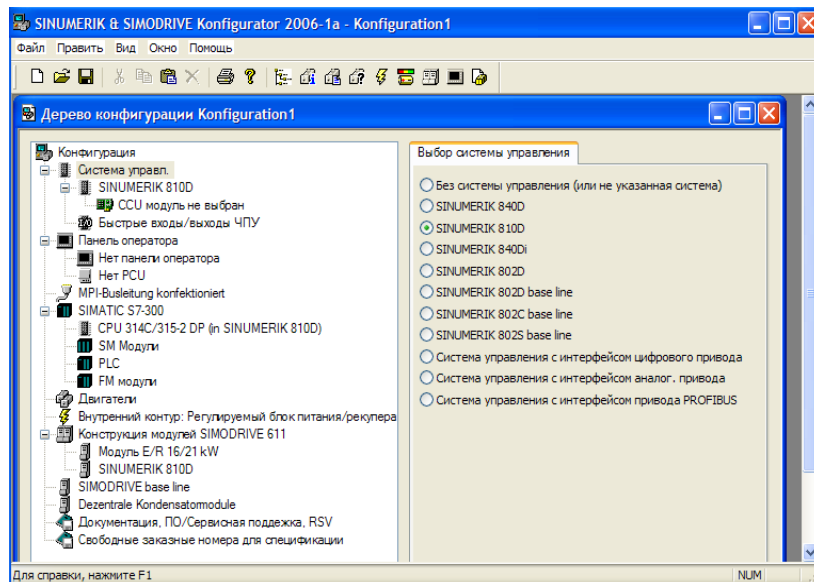 SINUMERIK & SIMODRIVE Konfigurator 2006-1a - Konfiguration1
Файл Править Вид Окно Помощь
Дерево конфигурации Konfiguration1
Конфигурация
Система управл.
SINUMERIK 810D
CCU модуль не выбран
Быстрые входы/выходы ЧПУ
Панель оператора
Нет панели оператора
Нет PCU
MPI-Busleitung konfektioniert
SIMATIC S7-300
CPU 314C/315-2 DP (in SINUMERIK 810D)
SM Модули
PLC
FM модули
Двигатели
Внутренний контур: Регулируемый блок питания/рекупера
Конструкция модулей SIMODRIVE 611
Модуль E/R 16/21 kW
SINUMERIK 810D
SIMODRIVE base line
Dezentrale Kondensatormodule
Документация, ПО/Сервисная поддежка, RSV
Свободные заказные номера для спецификации
Выбор системы управления
Без системы управления (или не указанная система)
SINUMERIK 840D
SINUMERIK 810D
SINUMERIK 840Di
SINUMERIK 802D
SINUMERIK 802D base line
SINUMERIK 802C base line
SINUMERIK 802S base line
Система управления с интерфейсом цифрового привода
Система управления с интерфейсом аналог. привода
Система управления с интерфейсом привода PROFIBUS
Для справки, нажмите F1
NUM